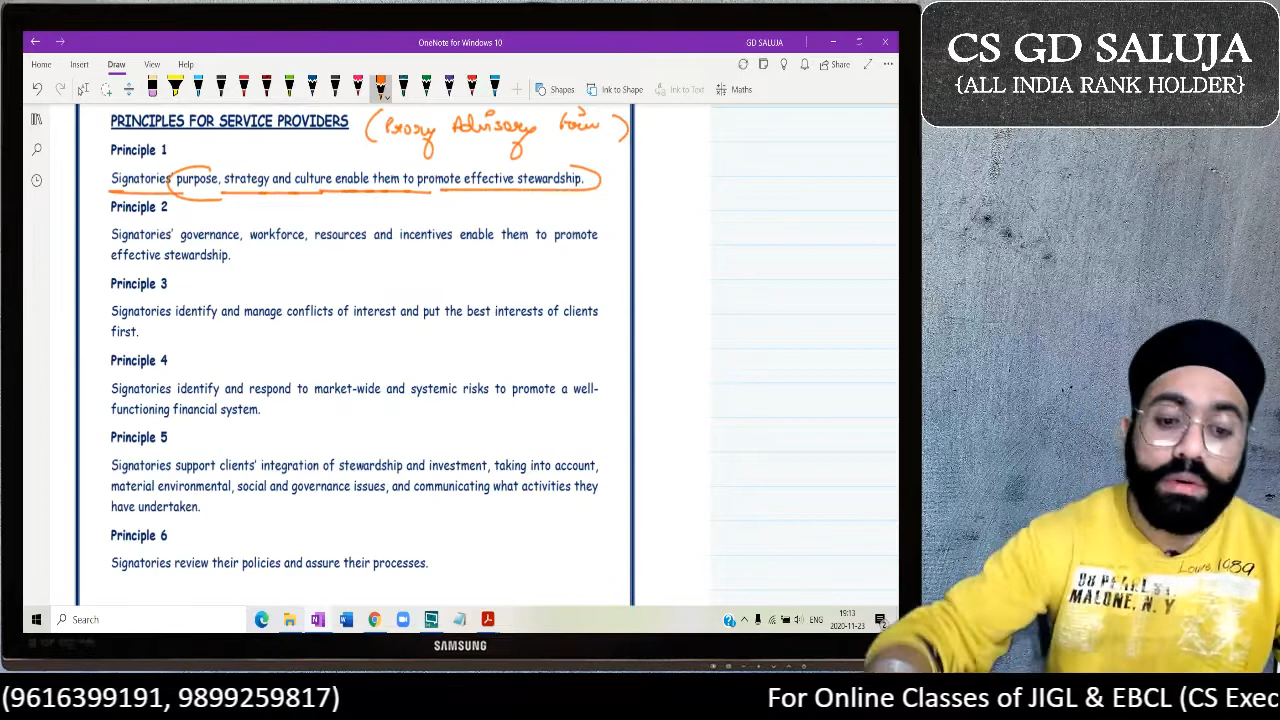 OneNote for Windows 10
GD SALUJA
Home Insert Draw View Help
Share
Shapes Ink to Shape Ink to Text Maths
PRINCIPLES FOR SERVICE PROVIDERS (Proxy Advisory Firm)
Principle 1
Signatories' purpose, strategy and culture enable them to promote effective stewardship.
Principle 2
Signatories' governance, workforce, resources and incentives enable them to promote
effective stewardship.
Principle 3
Signatories identify and manage conflicts of interest and put the best interests of clients
first.
Principle 4
Signatories identify and respond to market-wide and systemic risks to promote a well-
functioning financial system.
Principle 5
Signatories support clients' integration of stewardship and investment, taking into account,
material environmental, social and governance issues, and communicating what activities they
have undertaken.
Principle 6
Signatories review their policies and assure their processes.
Search
ENG
19:13
2020-11-23
SAMSUNG
CS GD SALUJA
{ALL INDIA RANK HOLDER}
MALONE, N.Y
(9616399191, 9899259817)
For Online Classes of JIGL & EBCL (CS Exec